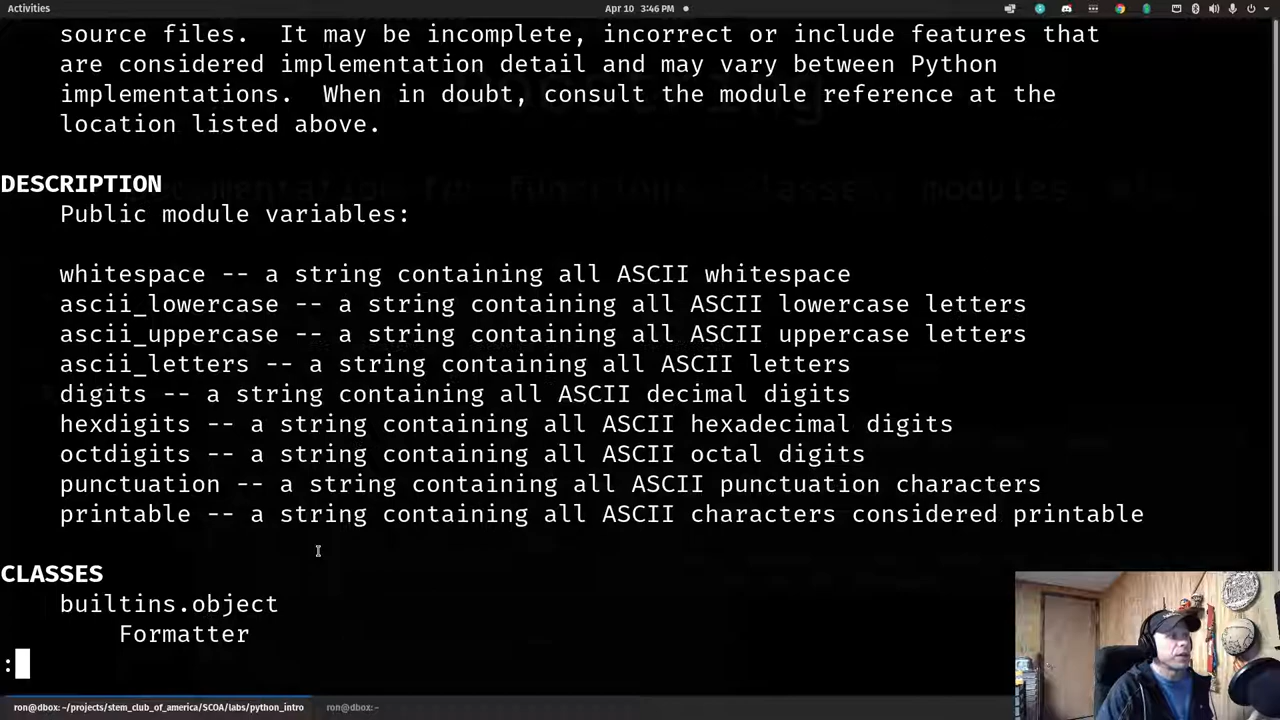 Activities
Apr 10 3:46 PM
source files. It may be incomplete, incorrect or include features that
are considered implementation detail and may vary between Python
implementations. When in doubt, consult the module reference at the
location listed above.
DESCRIPTION
Public module variables:
whitespace -- a string containing all ASCII whitespace
ascii_lowercase -- a string containing all ASCII lowercase letters
ascii_uppercase -- a string containing all ASCII uppercase letters
ascii_letters -- a string containing all ASCII letters
digits -- a string containing all ASCII decimal digits
hexdigits -- a string containing all ASCII hexadecimal digits
octdigits -- a string containing all ASCII octal digits
punctuation -- a string containing all ASCII punctuation characters
printable -- a string containing all ASCII characters considered printable
CLASSES
builtins.object
Formatter
:
ron@dbox: ~/projects/stem_club_of_america/SCOA/labs/python_intro
ron@dbox: ~